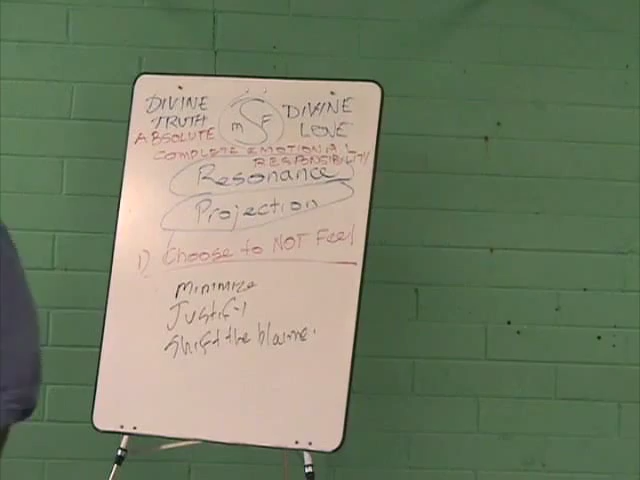 DIVINE TRUTH
M F
DIVINE LOVE
ABSOLUTE
COMPLETE EMOTIONAL
RESPONSIBILITY
Resonance
Projection
1) Choose to NOT Feel
Minimize
Justify
Shift the blame.